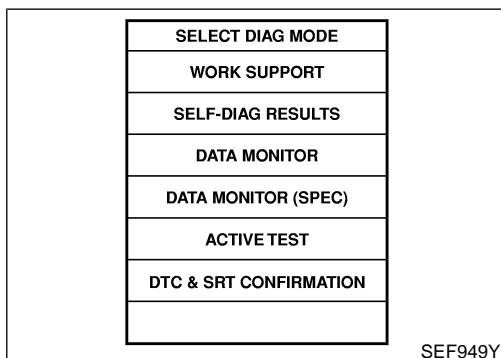 SELECT DIAG MODE
WORK SUPPORT
SELF-DIAG RESULTS
DATA MONITOR
DATA MONITOR (SPEC)
ACTIVE TEST
DTC & SRT CONFIRMATION
SEF949Y